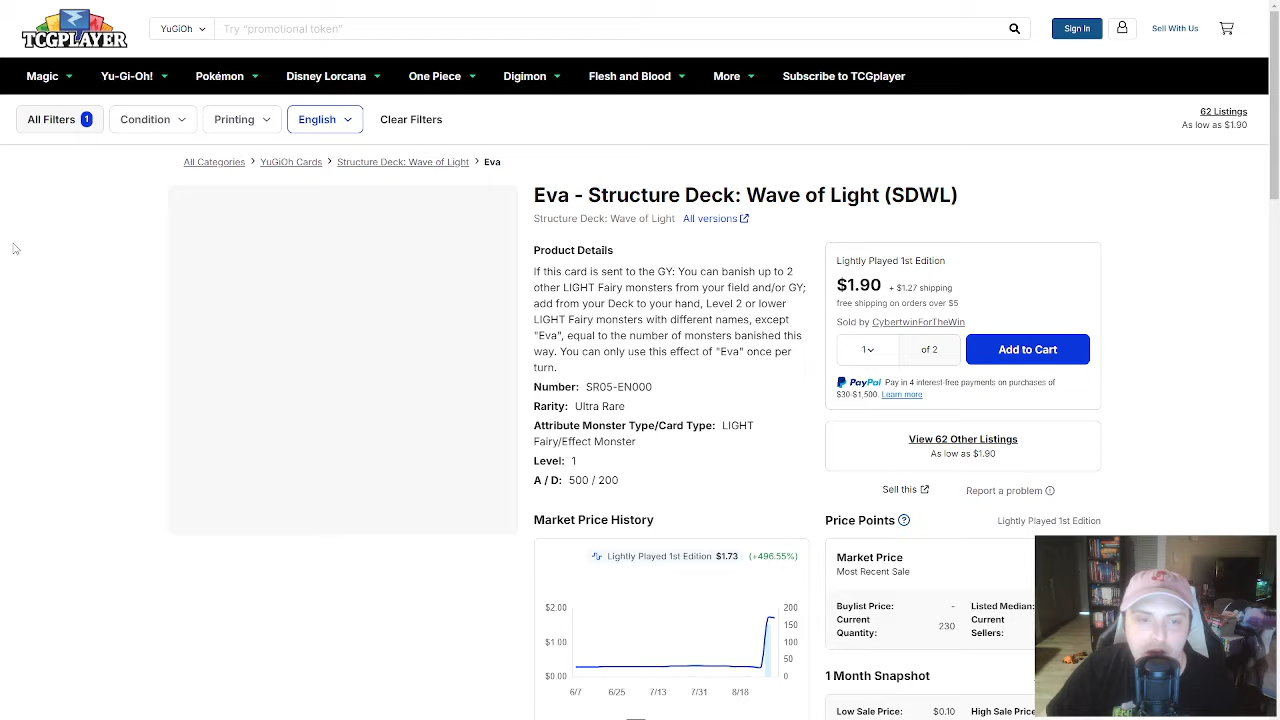 TCGPLAYER
YuGiOh
Try "promotional token"
Sign In
Sell With Us
Magic
Yu-Gi-Oh!
Pokémon
Disney Lorcana
One Piece
Digimon
Flesh and Blood
More
Subscribe to TCGplayer
All Filters 1
Condition
Printing
English
Clear Filters
62 Listings
As low as $1.90
All Categories > YuGiOh Cards > Structure Deck: Wave of Light > Eva
Eva - Structure Deck: Wave of Light (SDWL)
Structure Deck: Wave of Light All versions
Product Details
If this card is sent to the GY: You can banish up to 2
other LIGHT Fairy monsters from your field and/or GY;
add from your Deck to your hand, Level 2 or lower
LIGHT Fairy monsters with different names, except
"Eva", equal to the number of monsters banished this
way. You can only use this effect of "Eva" once per
turn.
Number: SR05-EN000
Rarity: Ultra Rare
Attribute Monster Type/Card Type: LIGHT
Fairy/Effect Monster
Level: 1
A / D: 500 / 200
Lightly Played 1st Edition
$1.90 + $1.27 shipping
free shipping on orders over $5
Sold by CybertwinForTheWin
1 of 2
Add to Cart
PayPal Pay in 4 interest-free payments on purchases of
$30-$1,500. Learn more
View 62 Other Listings
As low as $1.90
Sell this
Report a problem
Market Price History
Lightly Played 1st Edition $1.73 (+496.55%)
$2.00
$1.00
$0.00
200
150
100
50
0
6/7
6/25
7/13
7/31
8/18
Price Points
Lightly Played 1st Edition
Market Price
Most Recent Sale
Buylist Price: -
Listed Median:
Current
Quantity: 230
Current
Sellers:
1 Month Snapshot
Low Sale Price: $0.10
High Sale Price: